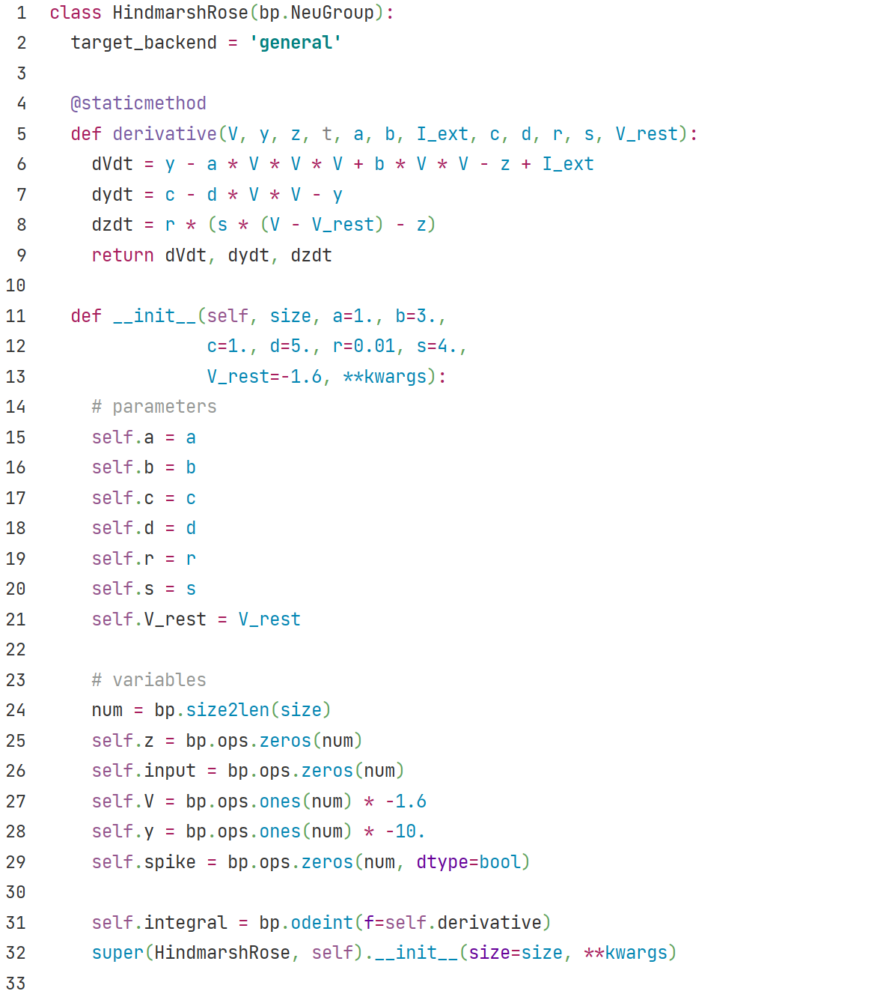 1 class HindmarshRose(bp.NeuGroup):
2   target_backend = 'general'
3
4   @staticmethod
5   def derivative(V, y, z, t, a, b, I_ext, c, d, r, s, V_rest):
6     dVdt = y - a * V * V * V + b * V * V - z + I_ext
7     dydt = c - d * V * V - y
8     dzdt = r * (s * (V - V_rest) - z)
9     return dVdt, dydt, dzdt
10
11   def __init__(self, size, a=1., b=3.,
12                c=1., d=5., r=0.01, s=4.,
13                V_rest=-1.6, **kwargs):
14     # parameters
15     self.a = a
16     self.b = b
17     self.c = c
18     self.d = d
19     self.r = r
20     self.s = s
21     self.V_rest = V_rest
22
23     # variables
24     num = bp.size2len(size)
25     self.z = bp.ops.zeros(num)
26     self.input = bp.ops.zeros(num)
27     self.V = bp.ops.ones(num) * -1.6
28     self.y = bp.ops.ones(num) * -10.
29     self.spike = bp.ops.zeros(num, dtype=bool)
30
31     self.integral = bp.odeint(f=self.derivative)
32     super(HindmarshRose, self).__init__(size=size, **kwargs)
33